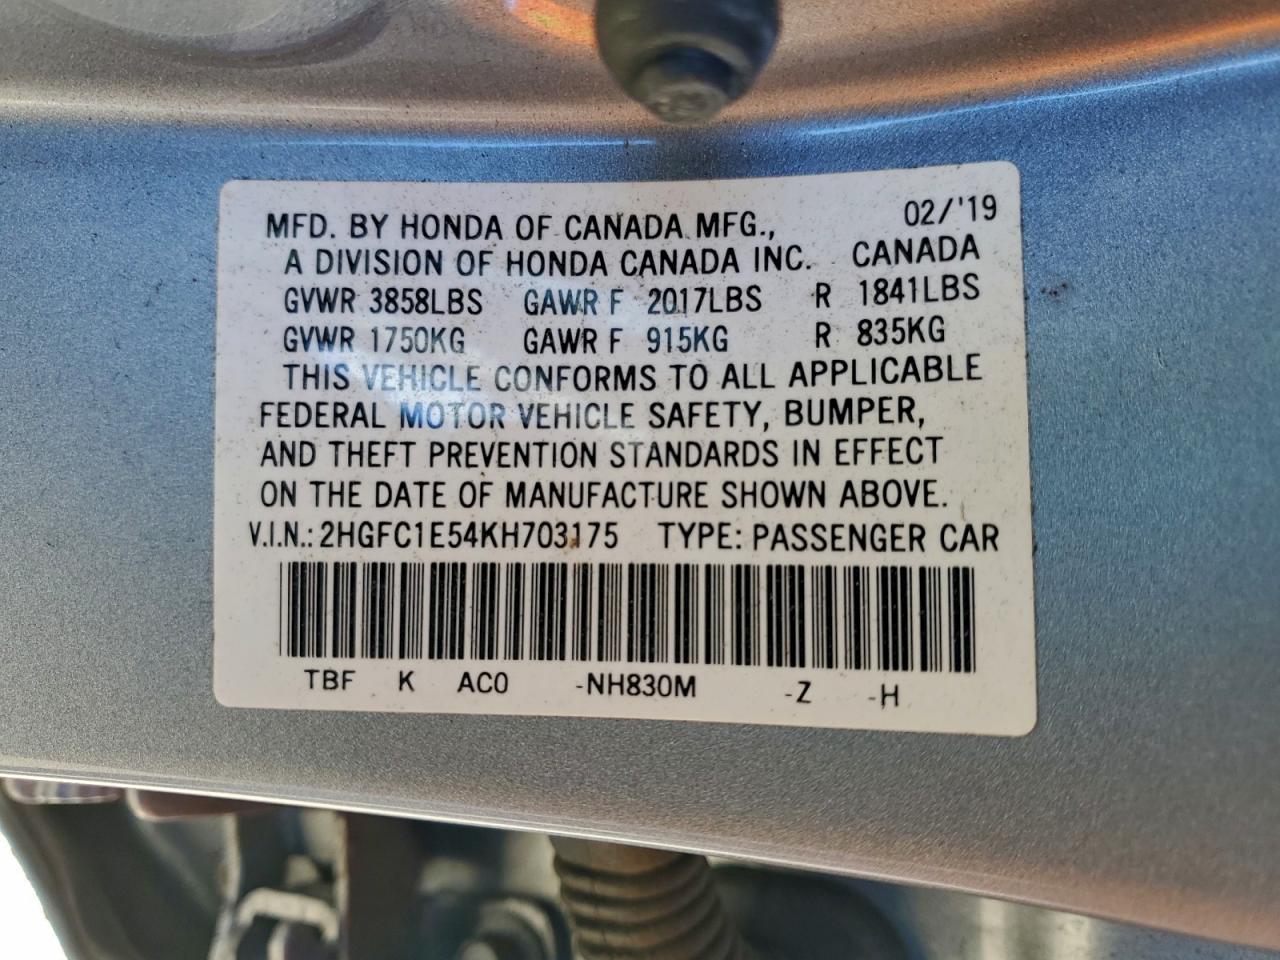 02/'19
MFD. BY HONDA OF CANADA MFG.,
A DIVISION OF HONDA CANADA INC. CANADA
GVWR 3858LBS GAWR F 2017LBS R 1841LBS
GVWR 1750KG GAWR F 915KG R 835KG
THIS VEHICLE CONFORMS TO ALL APPLICABLE
FEDERAL MOTOR VEHICLE SAFETY, BUMPER,
AND THEFT PREVENTION STANDARDS IN EFFECT
ON THE DATE OF MANUFACTURE SHOWN ABOVE.
V.I.N.: 2HGFC1E54KH703175 TYPE: PASSENGER CAR
TBF K AC0 -NH830M -Z -H